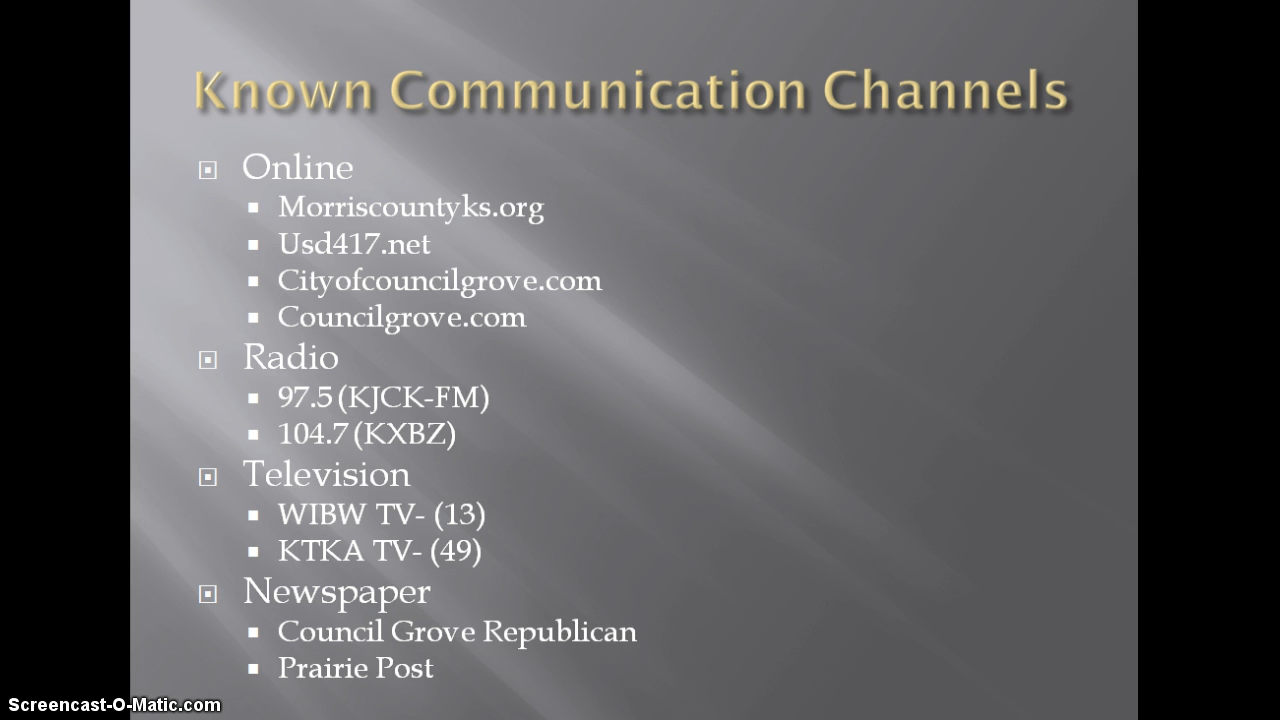 Known Communication Channels
Online
Morriscountyks.org
Usd417.net
Cityofcouncilgrove.com
Councilgrove.com
Radio
97.5 (KJCK-FM)
104.7 (KXBZ)
Television
WIBW TV- (13)
KTKA TV- (49)
Newspaper
Council Grove Republican
Prairie Post
Screencast-O-Matic.com